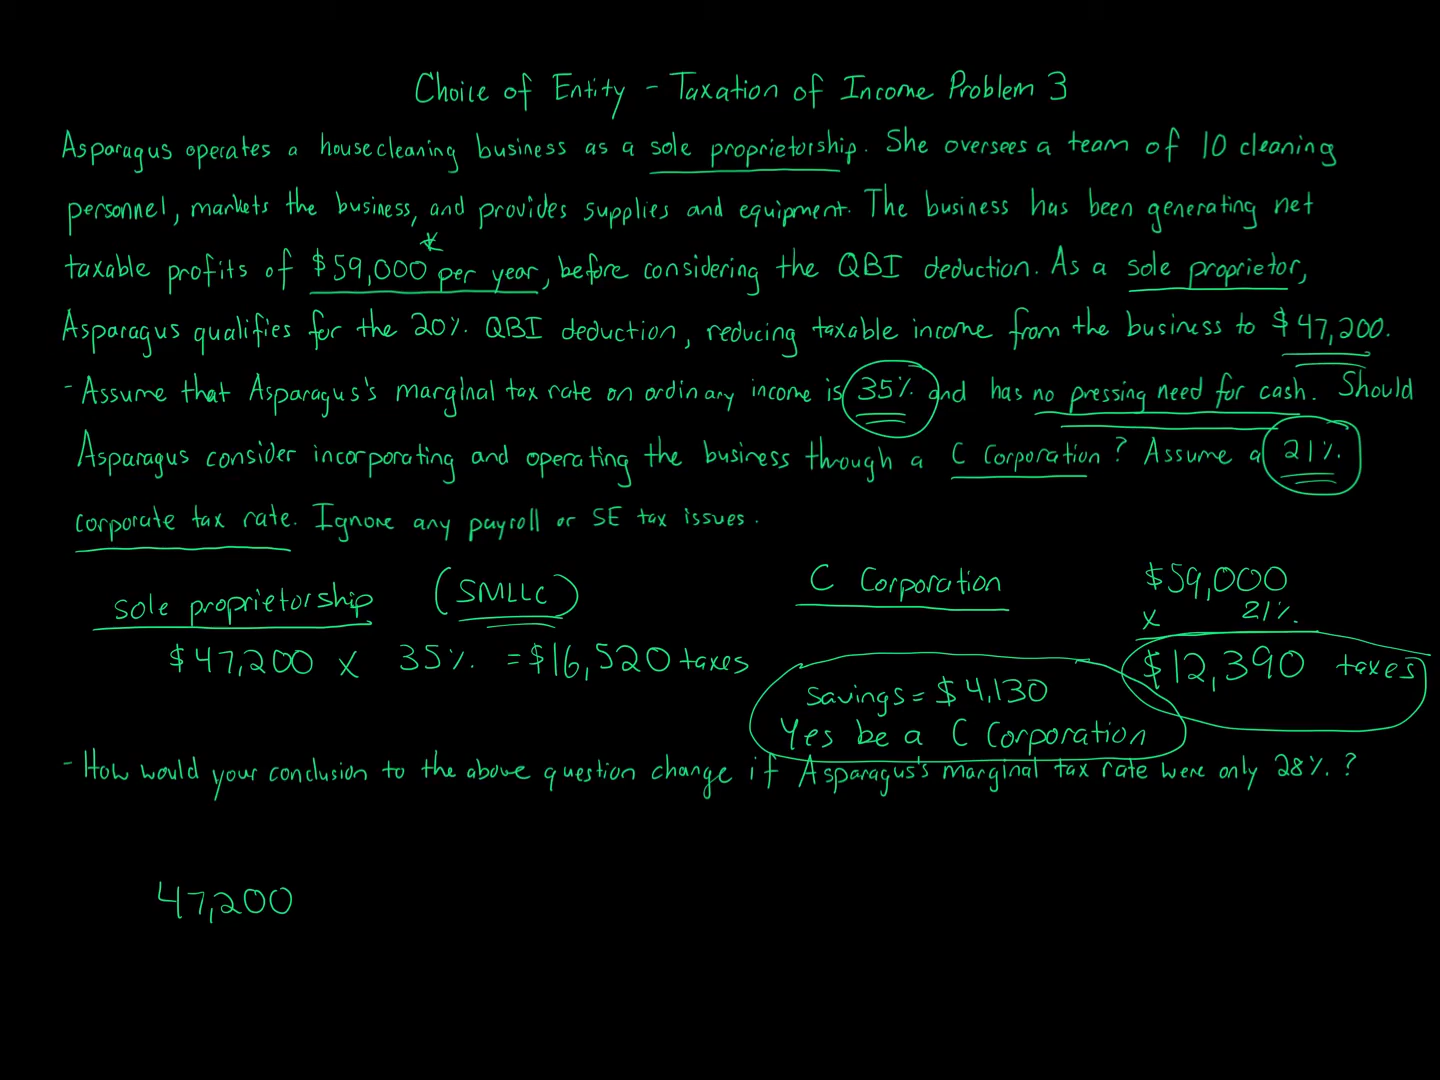 Choice of Entity - Taxation of Income Problem 3
Asparagus operates a housecleaning business as a sole proprietorship. She oversees a team of 10 cleaning
personnel, markets the business, and provides supplies and equipment. The business has been generating net
taxable profits of $59,000* per year, before considering the QBI deduction. As a sole proprietor,
Asparagus qualifies for the 20% QBI deduction, reducing taxable income from the business to $47,200.
- Assume that Asparagus's marginal tax rate on ordinary income is 35% and has no pressing need for cash. Should
Asparagus consider incorporating and operating the business through a C Corporation? Assume a 21%
corporate tax rate. Ignore any payroll or SE tax issues.
sole proprietorship (SMLLC)
$47,200 x 35% = $16,520 taxes
C Corporation
$59,000
x 21%
$12,390 taxes
savings = $4,130
Yes be a C Corporation
- How would your conclusion to the above question change if Asparagus's marginal tax rate were only 28%?
47,200